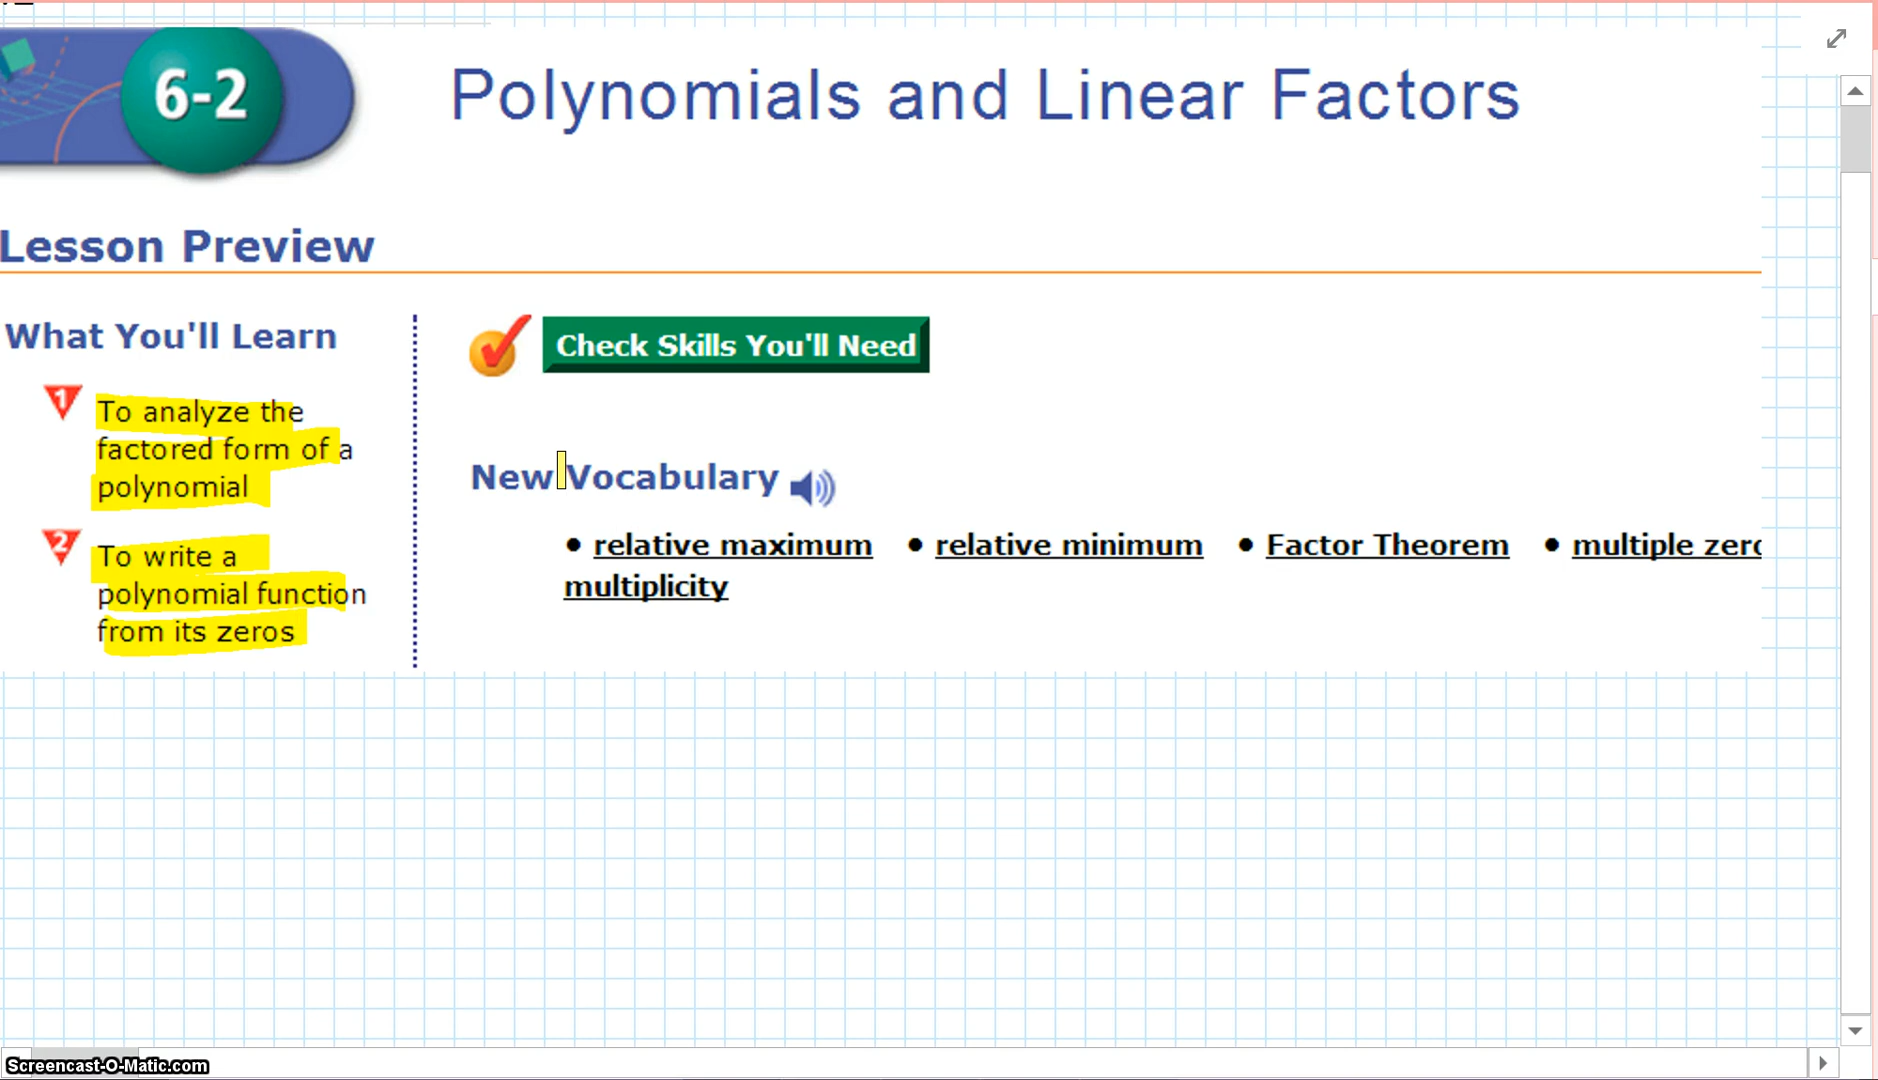 6-2
Polynomials and Linear Factors
Lesson Preview
What You'll Learn
1
To analyze the
factored form of a
polynomial
2
To write a
polynomial function
from its zeros
Check Skills You'll Need
New Vocabulary
• relative maximum • relative minimum • Factor Theorem • multiple zero
multiplicity
Screencast-O-Matic.com